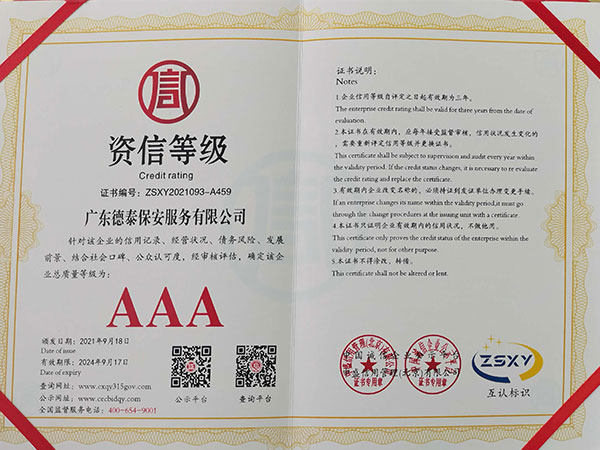 信
资信等级
Credit rating
证书编号: ZSXY2021093-A459
广东德泰保安服务有限公司
针对该企业的信用记录、经营状况、债务风险、发展
前景、结合社会口碑、公众认可度，经审核评估，确定该企
业总质量等级为：
AAA
颁发日期:2021年9月18日
Date of issue
有效期限:2024年9月17日
Date of expiry
查询网址: www.cxqy315gov.com
公示网址: www.cecbidqy.com
全国监督服务电话: 400-654-9001
公示平台
查询平台
证书说明：
Notes
1.企业信用等级自评定之日起有效期为三年。
The enterprise credit rating shall be valid for three years from the date of
evaluation.
2.本证书在有效期内，应每年接受监督审核，信用状况发生变化的
，需要重新评定信用等级并更换证书。
This certificate shall be subject to supervision and audit every year within
the validity period. If the credit status changes, it is necessary to re evaluate
the credit rating and replace the certificate.
3.有效期内企业改变名称的，必须持证到发证单位办理变更手续。
If an enterprise changes its name within the validity period,it must go
through the change procedures at the issuing unit with a certificate.
4.本证书只证明企业有效期内的信用状况，不做他用。
This certificate only proves the credit status of the enterprise within the
validity period, not for other purpose.
5.本证书不得涂改、转借。
This certificate shall not be altered or lent.
证书专用章
证书专用章
ZSXY
互认标识